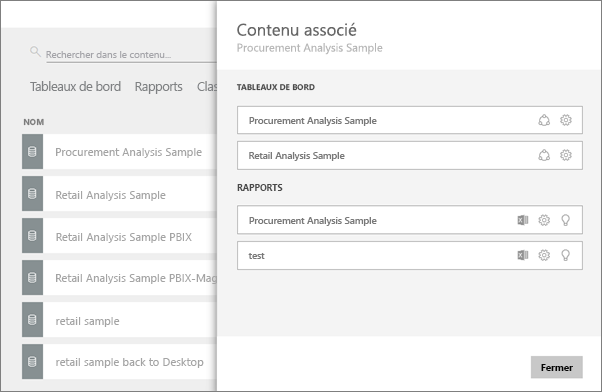 Rechercher dans le contenu...
Tableaux de bord Rapports Clas
NOM
Procurement Analysis Sample
Retail Analysis Sample
Retail Analysis Sample PBIX
Retail Analysis Sample PBIX-Mag
retail sample
retail sample back to Desktop
Contenu associé
Procurement Analysis Sample
TABLEAUX DE BORD
Procurement Analysis Sample
Retail Analysis Sample
RAPPORTS
Procurement Analysis Sample
test
Fermer